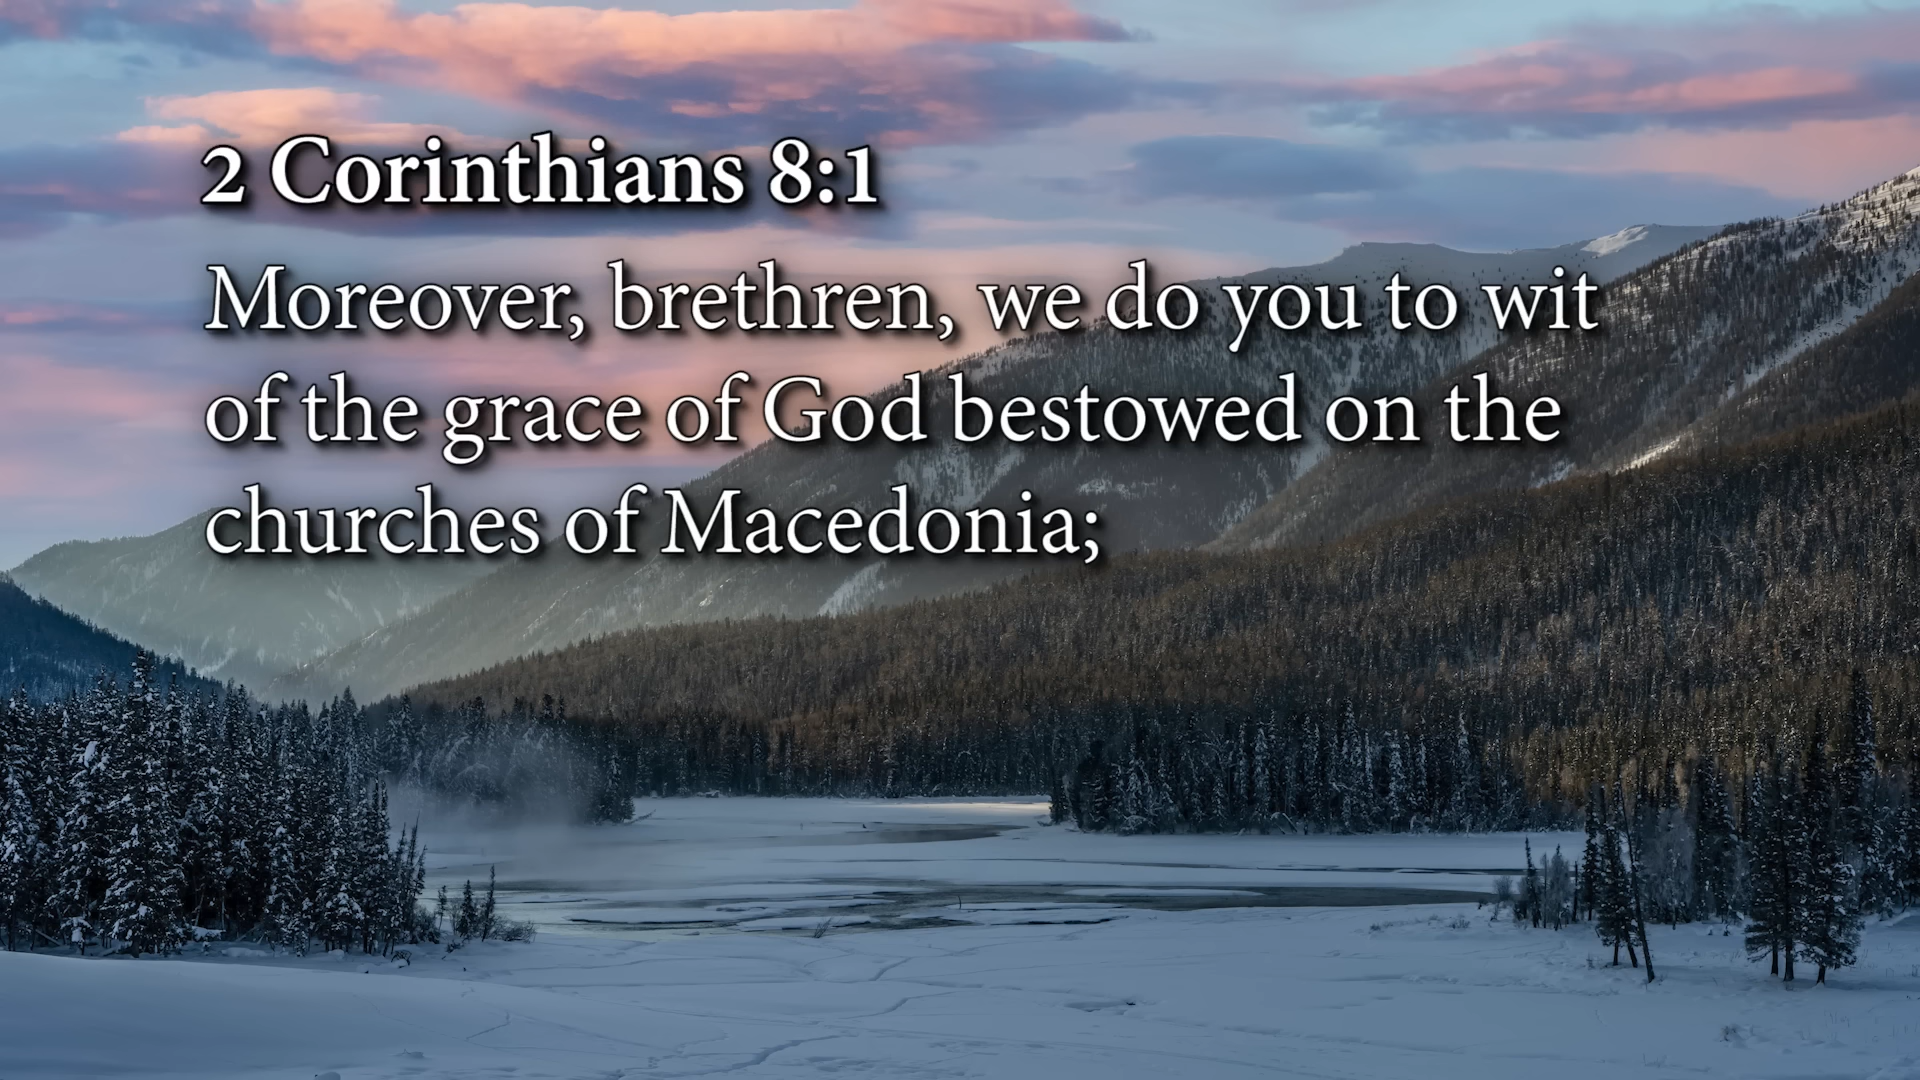 2 Corinthians 8:1
Moreover, brethren, we do you to wit
of the grace of God bestowed on the
churches of Macedonia;